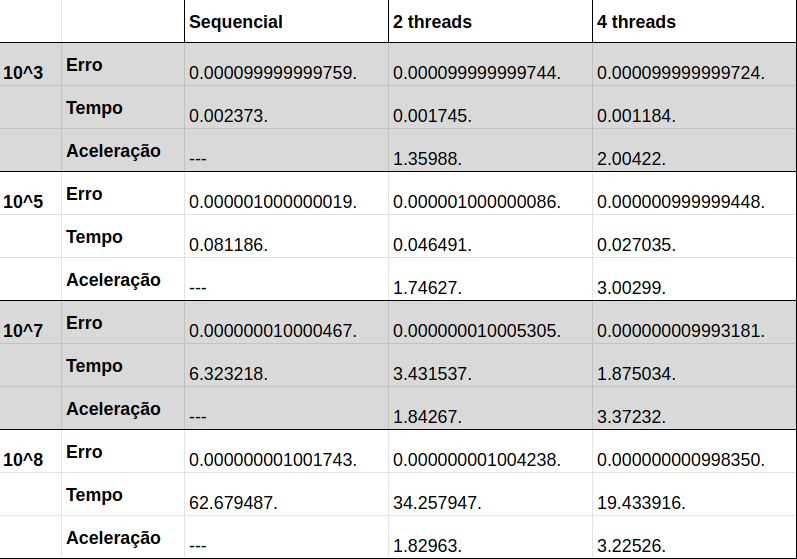 Sequencial 2 threads 4 threads
10^3 Erro 0.000099999999759. 0.000099999999744. 0.000099999999724.
Tempo 0.002373. 0.001745. 0.001184.
Aceleração --- 1.35988. 2.00422.
10^5 Erro 0.000001000000019. 0.000001000000086. 0.000000999999448.
Tempo 0.081186. 0.046491. 0.027035.
Aceleração --- 1.74627. 3.00299.
10^7 Erro 0.000000010000467. 0.000000010005305. 0.000000009993181.
Tempo 6.323218. 3.431537. 1.875034.
Aceleração --- 1.84267. 3.37232.
10^8 Erro 0.000000001001743. 0.000000001004238. 0.000000000998350.
Tempo 62.679487. 34.257947. 19.433916.
Aceleração --- 1.82963. 3.22526.